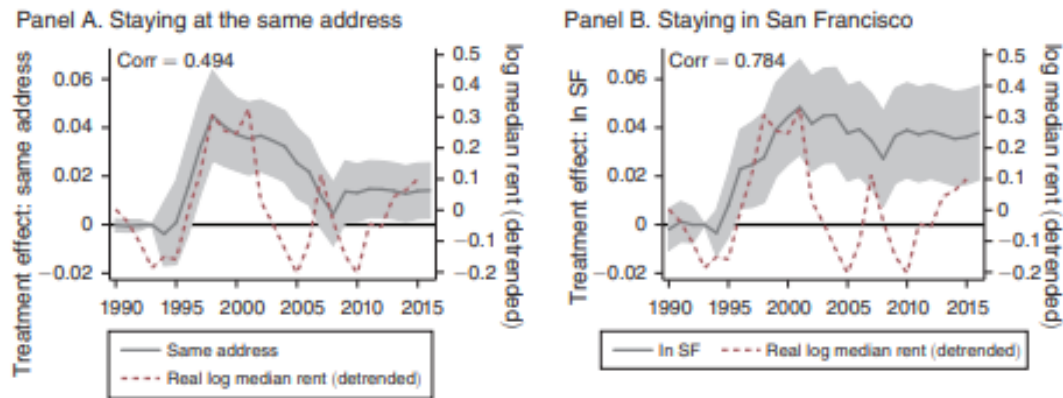 Panel A. Staying at the same address
Corr = 0.494
Treatment effect: same address
0.06
0.04
0.02
0
−0.02
0.5
0.4
0.3
0.2
0.1
0
−0.1
−0.2
log median rent (detrended)
1990 1995 2000 2005 2010 2015
Same address
Real log median rent (detrended)
Panel B. Staying in San Francisco
Corr = 0.784
Treatment effect: In SF
0.06
0.04
0.02
0
−0.02
0.5
0.4
0.3
0.2
0.1
0
−0.1
−0.2
log median rent (detrended)
1990 1995 2000 2005 2010 2015
In SF Real log median rent (detrended)